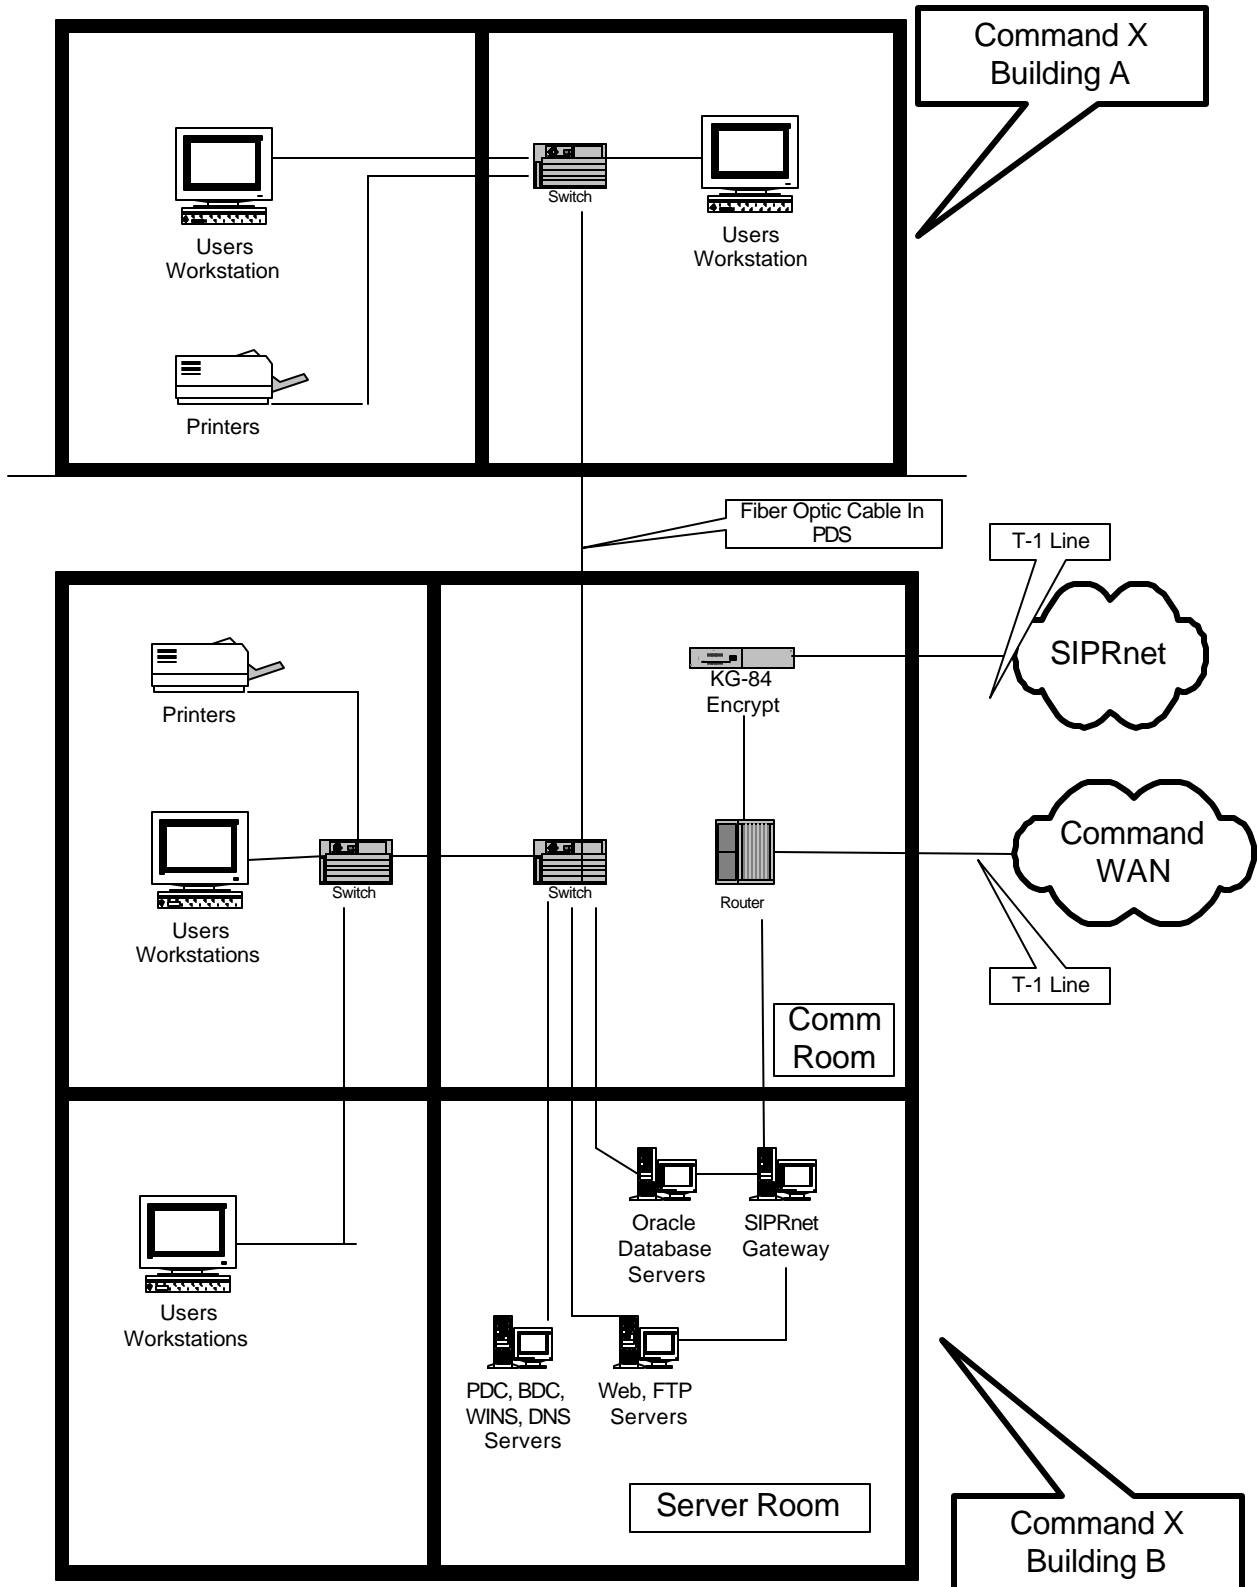 Command X
Building A
Switch
Users
Workstation
Users
Workstation
Printers
Fiber Optic Cable In
PDS
T-1 Line
SIPRnet
KG-84
Encrypt
Printers
Command
WAN
Switch
Switch
Router
Users
Workstations
T-1 Line
Comm
Room
Oracle
Database
Servers
SIPRnet
Gateway
Users
Workstations
PDC, BDC,
WINS, DNS
Servers
Web, FTP
Servers
Server Room
Command X
Building B